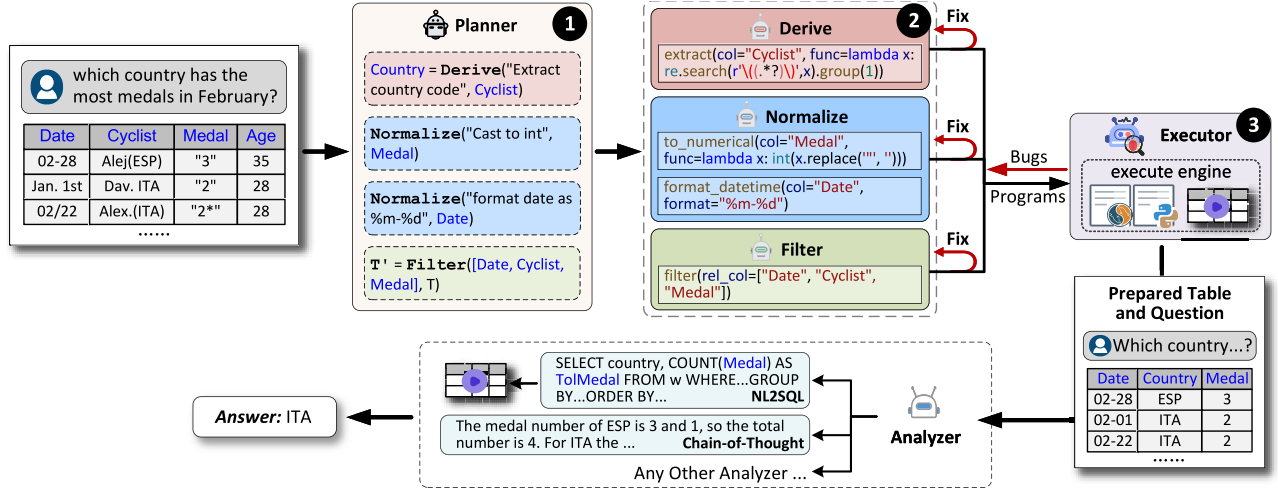 which country has the
most medals in February?
Date Cyclist Medal Age
02-28 Alej(ESP) "3" 35
Jan. 1st Dav. ITA "2" 28
02/22 Alex.(ITA) "2*" 28
......
Planner 1
Country = Derive("Extract
country code", Cyclist)
Normalize("Cast to int",
Medal)
Normalize("format date as
%m-%d", Date)
T' = Filter([Date, Cyclist,
Medal], T)
2
Derive
extract(col="Cyclist", func=lambda x:
re.search(r'\((.*?)\)',x).group(1))
Fix
Normalize
to_numerical(col="Medal",
func=lambda x: int(x.replace('"', '')))
format_datetime(col="Date",
format="%m-%d")
Fix
Filter
filter(rel_col=["Date", "Cyclist",
"Medal"])
Fix
Bugs
Programs
Executor 3
execute engine
Prepared Table
and Question
Which country...?
Date Country Medal
02-28 ESP 3
02-01 ITA 2
02-22 ITA 2
......
Analyzer
SELECT country, COUNT(Medal) AS
TolMedal FROM w WHERE...GROUP
BY...ORDER BY... NL2SQL
The medal number of ESP is 3 and 1, so the total
number is 4. For ITA the ... Chain-of-Thought
Any Other Analyzer ...
Answer: ITA